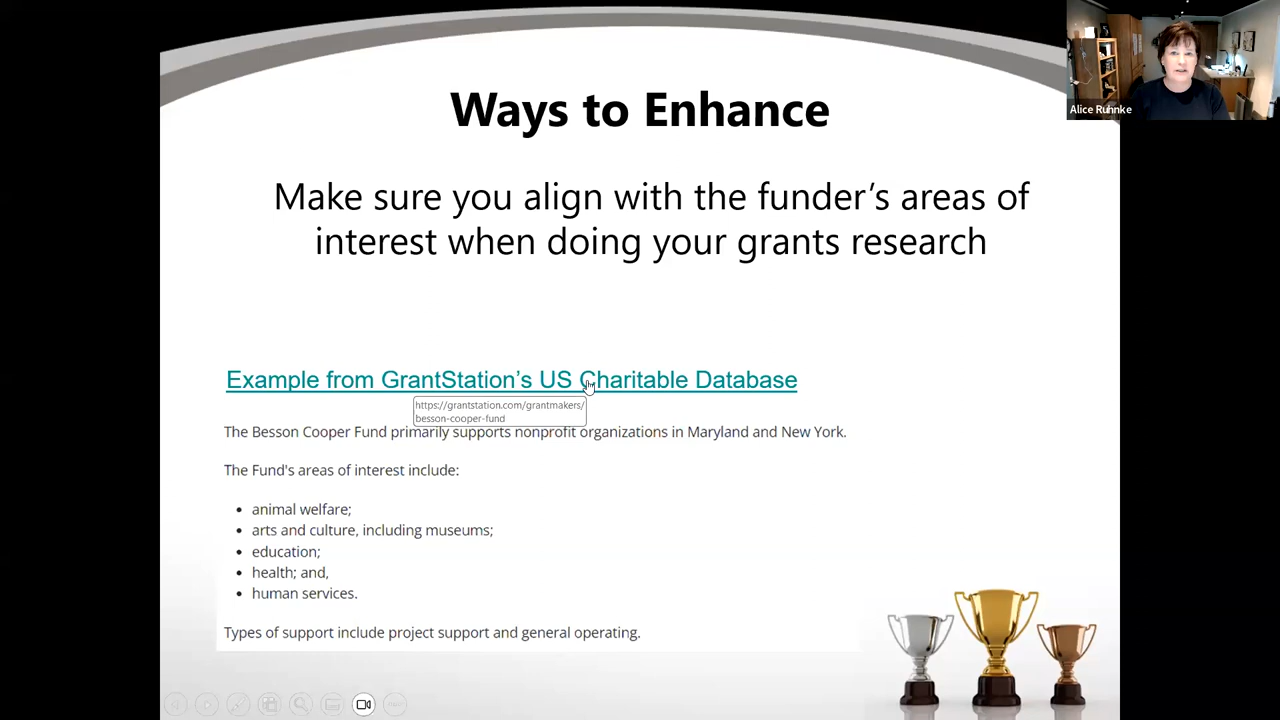 Ways to Enhance
Alice Ruhnke
Make sure you align with the funder’s areas of
interest when doing your grants research
Example from GrantStation’s US Charitable Database
https://grantstation.com/grantmakers/
besson-cooper-fund
The Besson Cooper Fund primarily supports nonprofit organizations in Maryland and New York.
The Fund's areas of interest include:
• animal welfare;
• arts and culture, including museums;
• education;
• health; and,
• human services.
Types of support include project support and general operating.